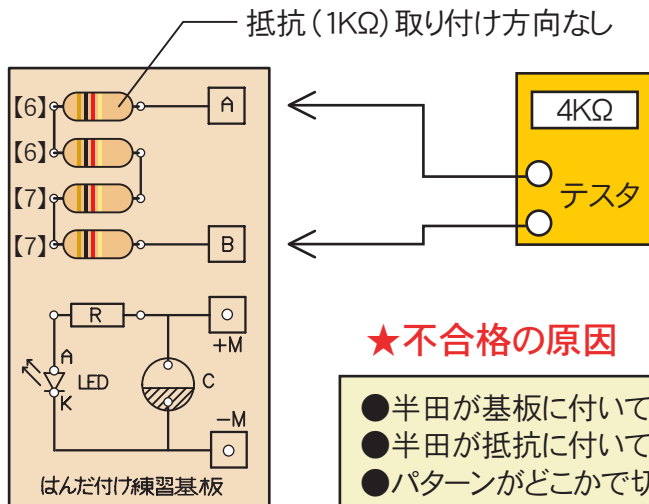 抵抗(1KΩ)取り付け方向なし
【6】
A
【6】
【7】
【7】
B
4KΩ
テスタ
R
+M
A
LED
K
C
-M
はんだ付け練習基板
★不合格の原因
●半田が基板に付いて
●半田が抵抗に付いて
●パターンがどこかで